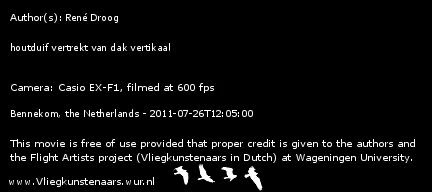 Author(s): René Droog
houtduif vertrekt van dak vertikaal
Camera: Casio EX-F1, filmed at 600 fps
Bennekom, the Netherlands - 2011-07-26T12:05:00
This movie is free of use provided that proper credit is given to the authors and
the Flight Artists project (Vliegkunstenaars in Dutch) at Wageningen University.
www.Vliegkunstenaars.wur.nl